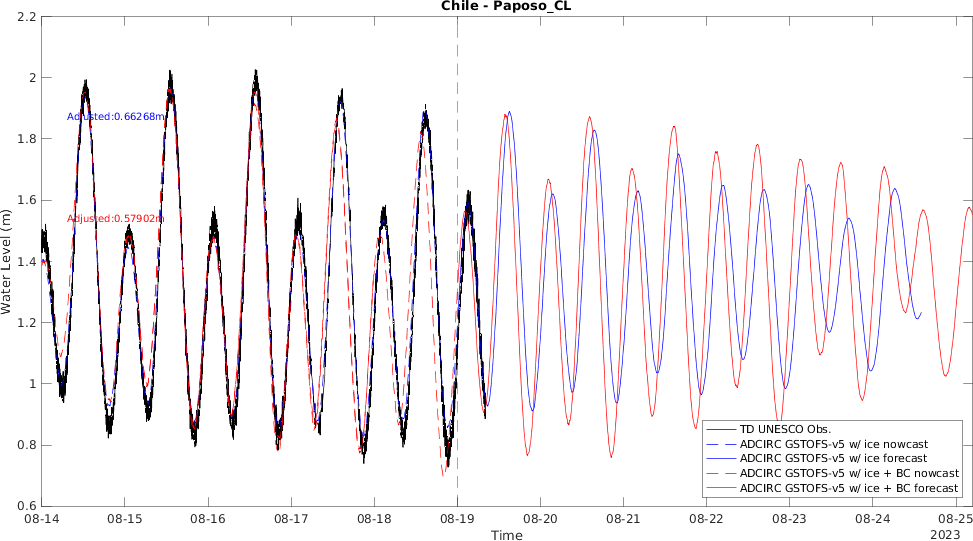 Chile - Paposo_CL
2.2
2
1.8
1.6
1.4
1.2
1
0.8
0.6
Water Level (m)
Adjusted:0.66268m
Adjusted:0.57902m
TD UNESCO Obs.
ADCIRC GSTOFS-v5 w/ ice nowcast
ADCIRC GSTOFS-v5 w/ ice forecast
ADCIRC GSTOFS-v5 w/ ice + BC nowcast
ADCIRC GSTOFS-v5 w/ ice + BC forecast
08-14 08-15 08-16 08-17 08-18 08-19 08-20 08-21 08-22 08-23 08-24 08-25
Time
2023